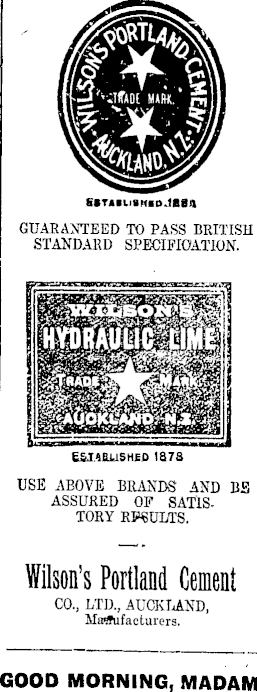 WILSON'S PORTLAND CEMENT
TRADE MARK.
AUCKLAND, N.Z.
ESTABLISHED
GUARANTEED TO PASS BRITISH
STANDARD SPECIFICATION.
WILSON'S
HYDRAULIC LIME
TRADE MARK
AUCKLAND N.Z.
ESTABLISHED 1878
USE ABOVE BRANDS AND BE
ASSURED OF SATIS-
TORY RESULTS.
Wilson's Portland Cement
CO., LTD., AUCKLAND,
Manufacturers.
GOOD MORNING, MADAM